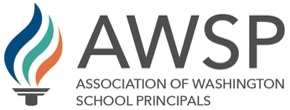 AWSP
ASSOCIATION OF WASHINGTON
SCHOOL PRINCIPALS